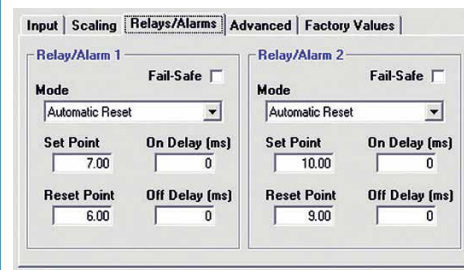 Input Scaling Relays/Alarms Advanced Factory Values
Relay/Alarm 1
Fail-Safe
Mode
Automatic Reset
Set Point On Delay (ms)
7.00 0
Reset Point Off Delay (ms)
6.00 0
Relay/Alarm 2
Fail-Safe
Mode
Automatic Reset
Set Point On Delay (ms)
10.00 0
Reset Point Off Delay (ms)
9.00 0